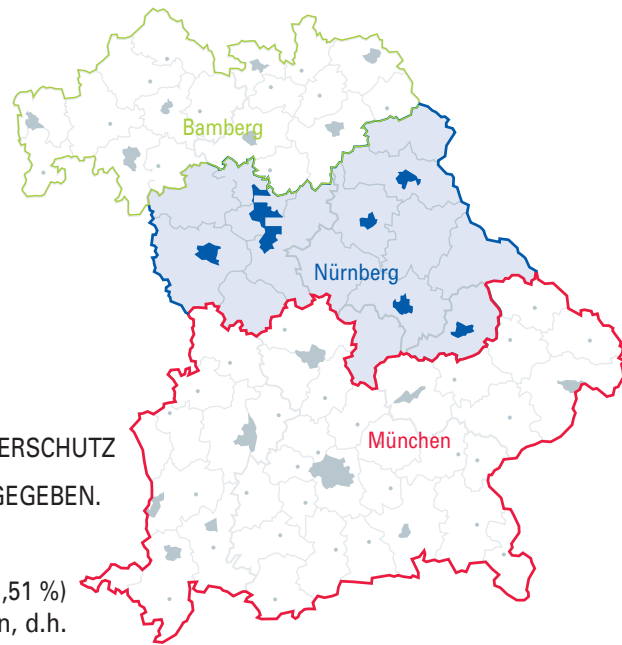 Bamberg
Nürnberg
München
ERSCHUTZ
GEGEBEN.
,51 %)
n, d.h.